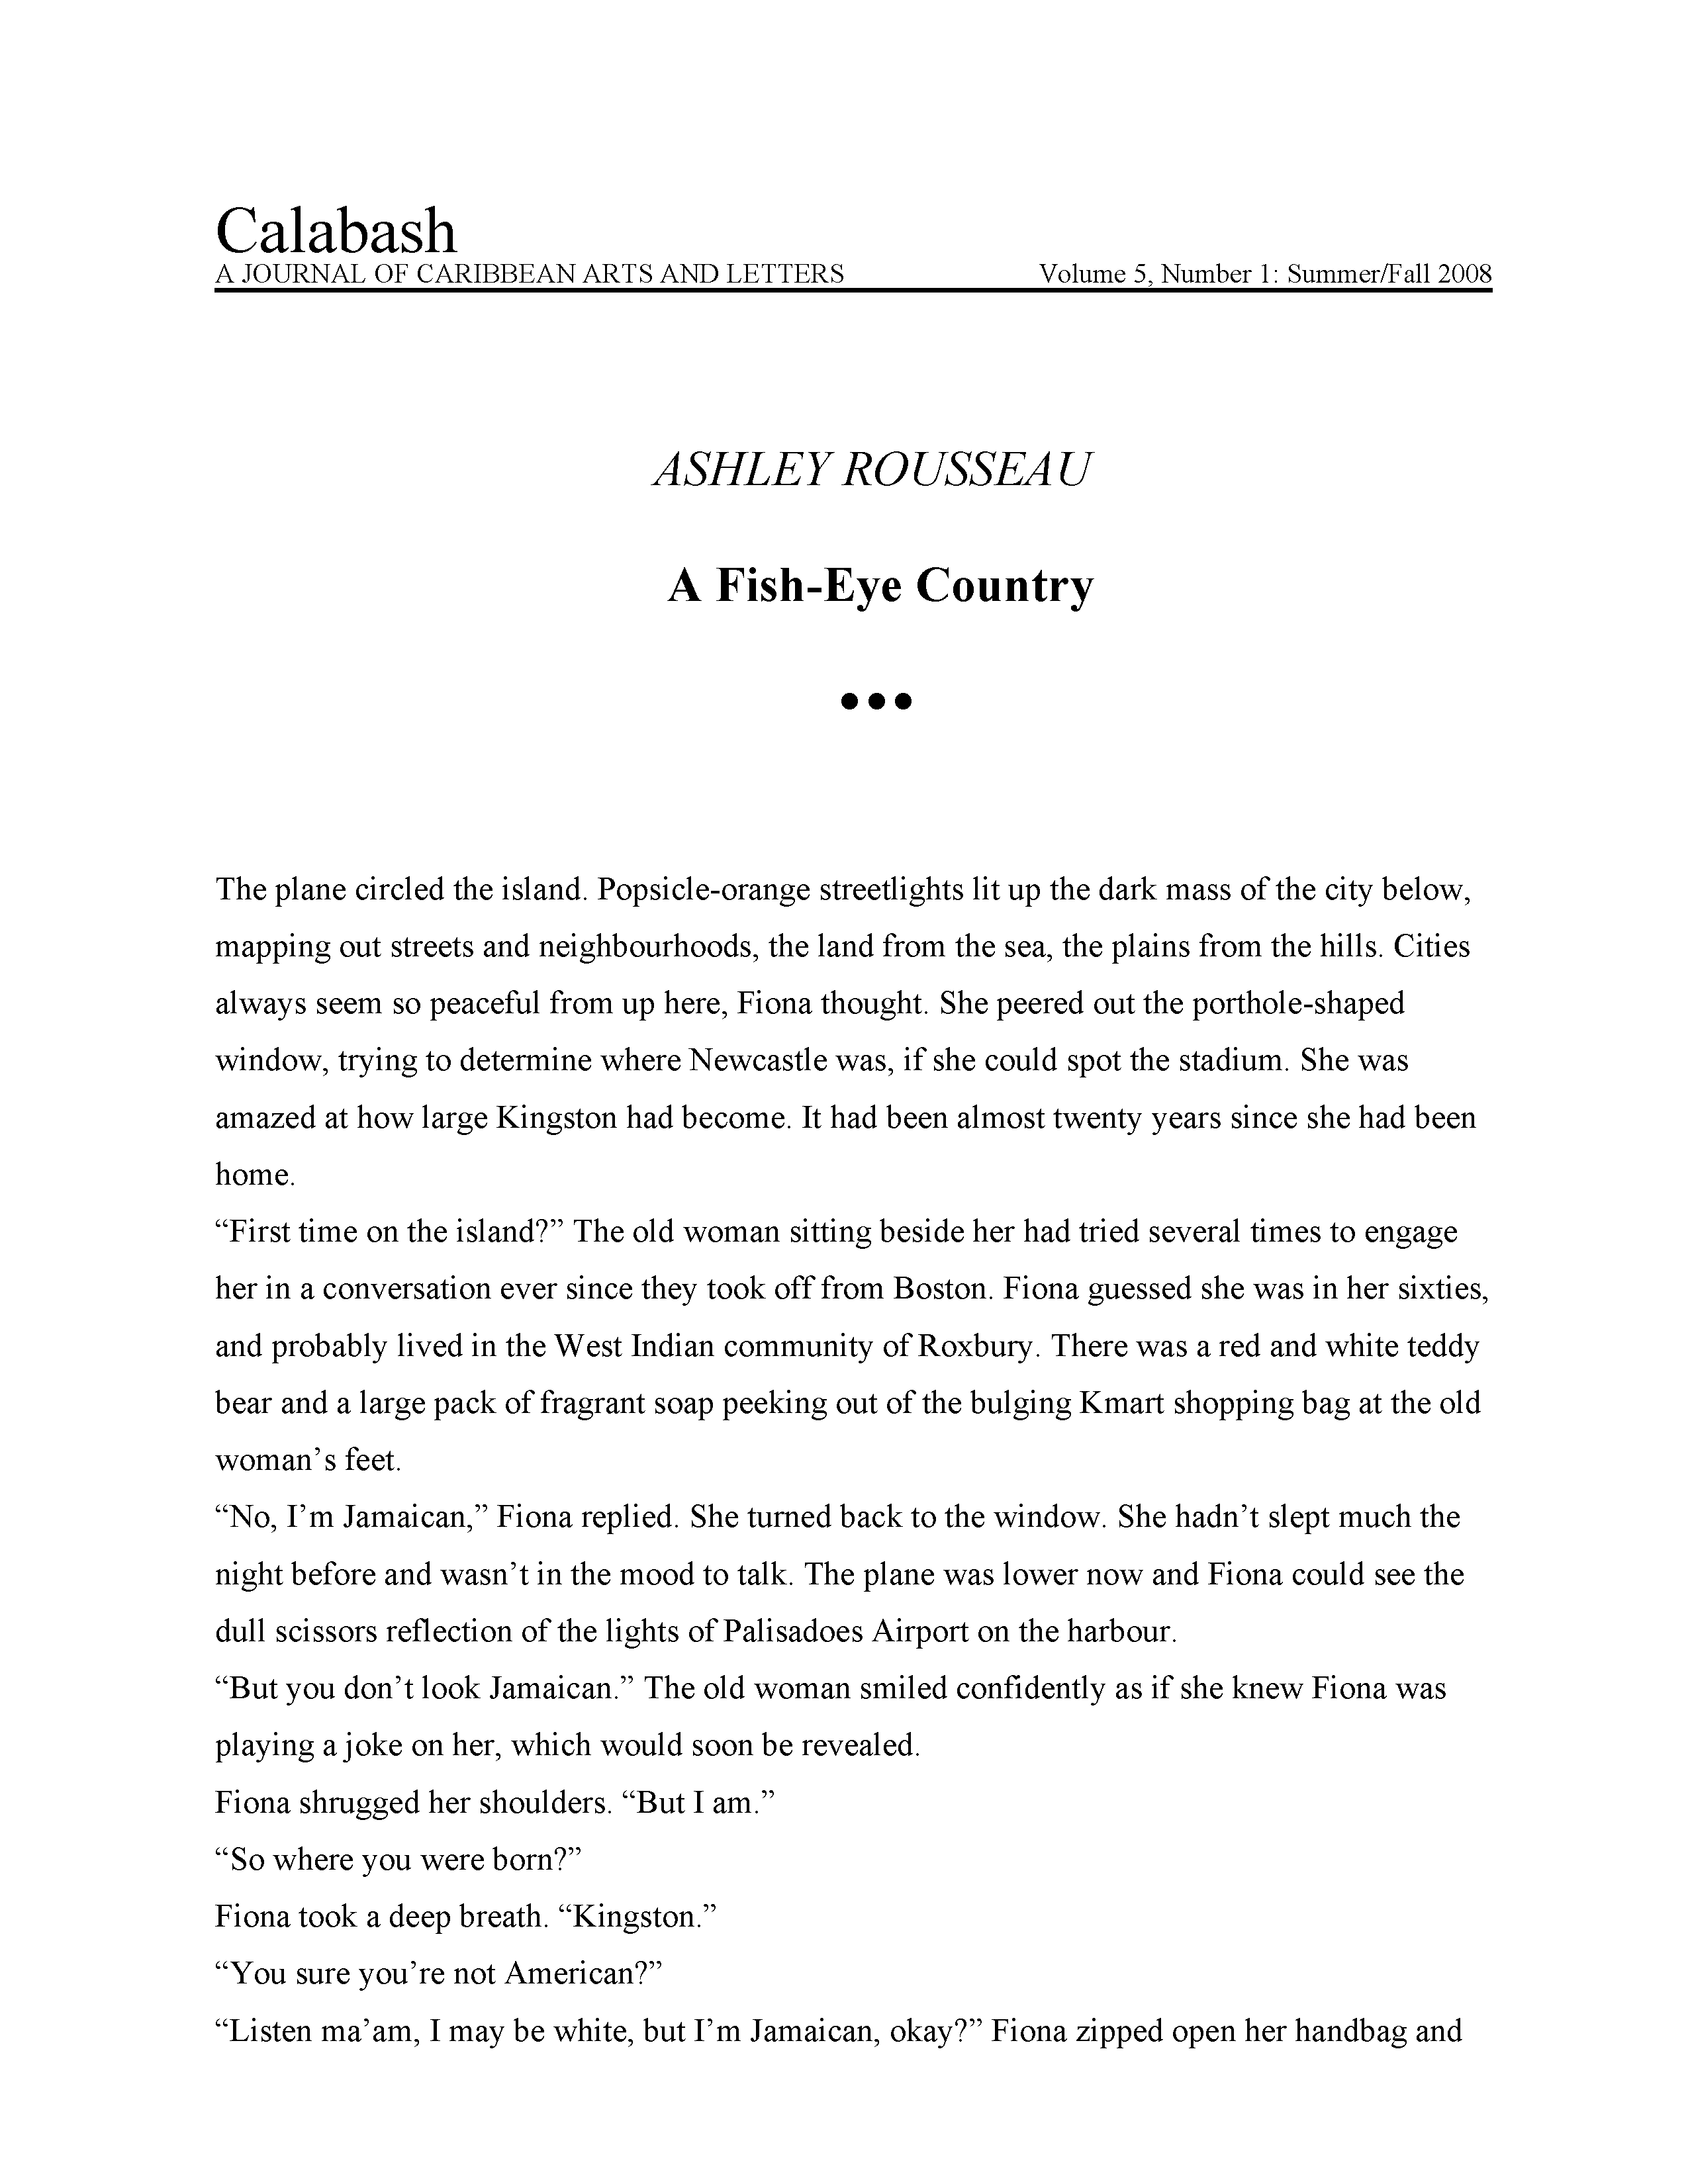 Calabash
A JOURNAL OF CARIBBEAN ARTS AND LETTERS Volume 5, Number 1: Summer/Fall 2008
ASHLEY ROUSSEAU
A Fish-Eye Country
●●●
The plane circled the island. Popsicle-orange streetlights lit up the dark mass of the city below,
mapping out streets and neighbourhoods, the land from the sea, the plains from the hills. Cities
always seem so peaceful from up here, Fiona thought. She peered out the porthole-shaped
window, trying to determine where Newcastle was, if she could spot the stadium. She was
amazed at how large Kingston had become. It had been almost twenty years since she had been
home.
“First time on the island?” The old woman sitting beside her had tried several times to engage
her in a conversation ever since they took off from Boston. Fiona guessed she was in her sixties,
and probably lived in the West Indian community of Roxbury. There was a red and white teddy
bear and a large pack of fragrant soap peeking out of the bulging Kmart shopping bag at the old
woman’s feet.
“No, I’m Jamaican,” Fiona replied. She turned back to the window. She hadn’t slept much the
night before and wasn’t in the mood to talk. The plane was lower now and Fiona could see the
dull scissors reflection of the lights of Palisadoes Airport on the harbour.
“But you don’t look Jamaican.” The old woman smiled confidently as if she knew Fiona was
playing a joke on her, which would soon be revealed.
Fiona shrugged her shoulders. “But I am.”
“So where you were born?”
Fiona took a deep breath. “Kingston.”
“You sure you’re not American?”
“Listen ma’am, I may be white, but I’m Jamaican, okay?” Fiona zipped open her handbag and